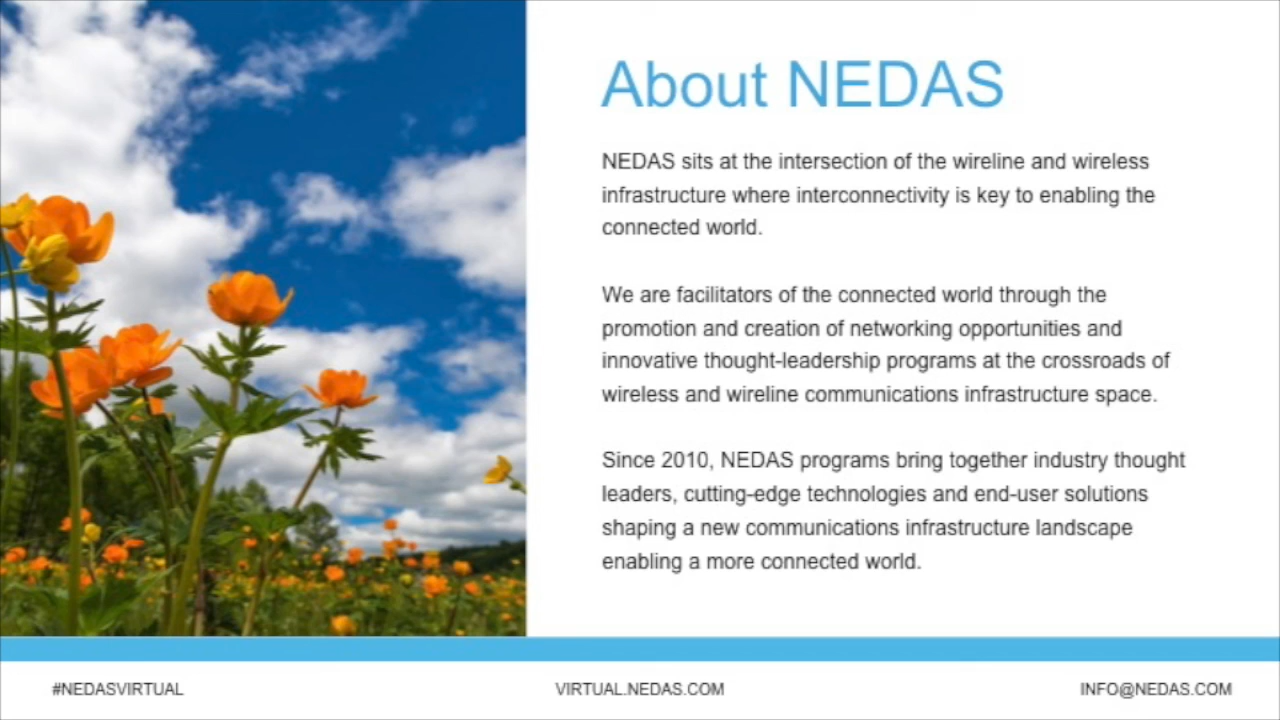 About NEDAS
NEDAS sits at the intersection of the wireline and wireless
infrastructure where interconnectivity is key to enabling the
connected world.
We are facilitators of the connected world through the
promotion and creation of networking opportunities and
innovative thought-leadership programs at the crossroads of
wireless and wireline communications infrastructure space.
Since 2010, NEDAS programs bring together industry thought
leaders, cutting-edge technologies and end-user solutions
shaping a new communications infrastructure landscape
enabling a more connected world.
#NEDASVIRTUAL
VIRTUAL.NEDAS.COM
INFO@NEDAS.COM